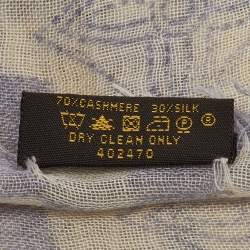 70%CASHMERE 30%SILK
P
DRY CLEAN ONLY
402470